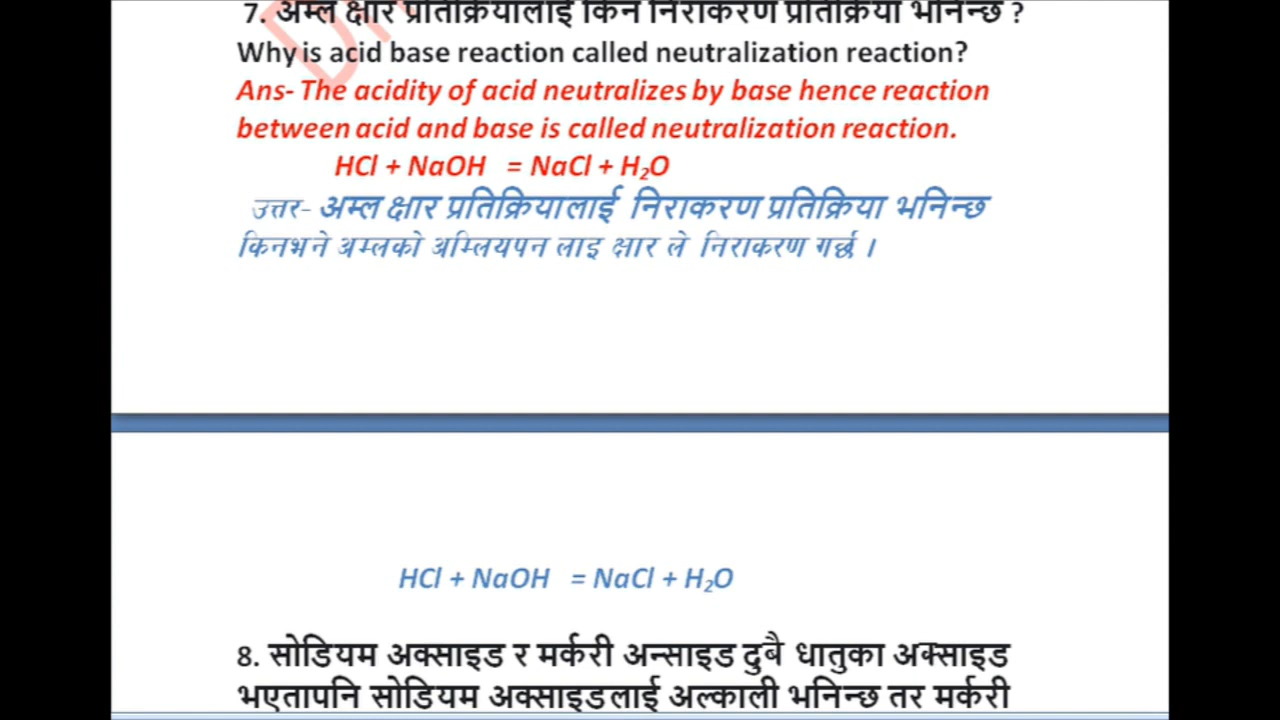 7. अम्ल क्षार प्रतिक्रियालाई किन निराकरण प्रतिक्रिया भनिन्छ ?
Why is acid base reaction called neutralization reaction?
Ans- The acidity of acid neutralizes by base hence reaction
between acid and base is called neutralization reaction.
HCl + NaOH = NaCl + H₂O
उत्तर- अम्ल क्षार प्रतिक्रियालाई निराकरण प्रतिक्रिया भनिन्छ
किनभने अम्लको अम्लियपन लाइ क्षार ले निराकरण गर्छ ।
HCl + NaOH = NaCl + H₂O
8. सोडियम अक्साइड र मर्करी अन्साइड दुबै धातुका अक्साइड
भएतापनि सोडियम अक्साइडलाई अल्काली भनिन्छ तर मर्करी